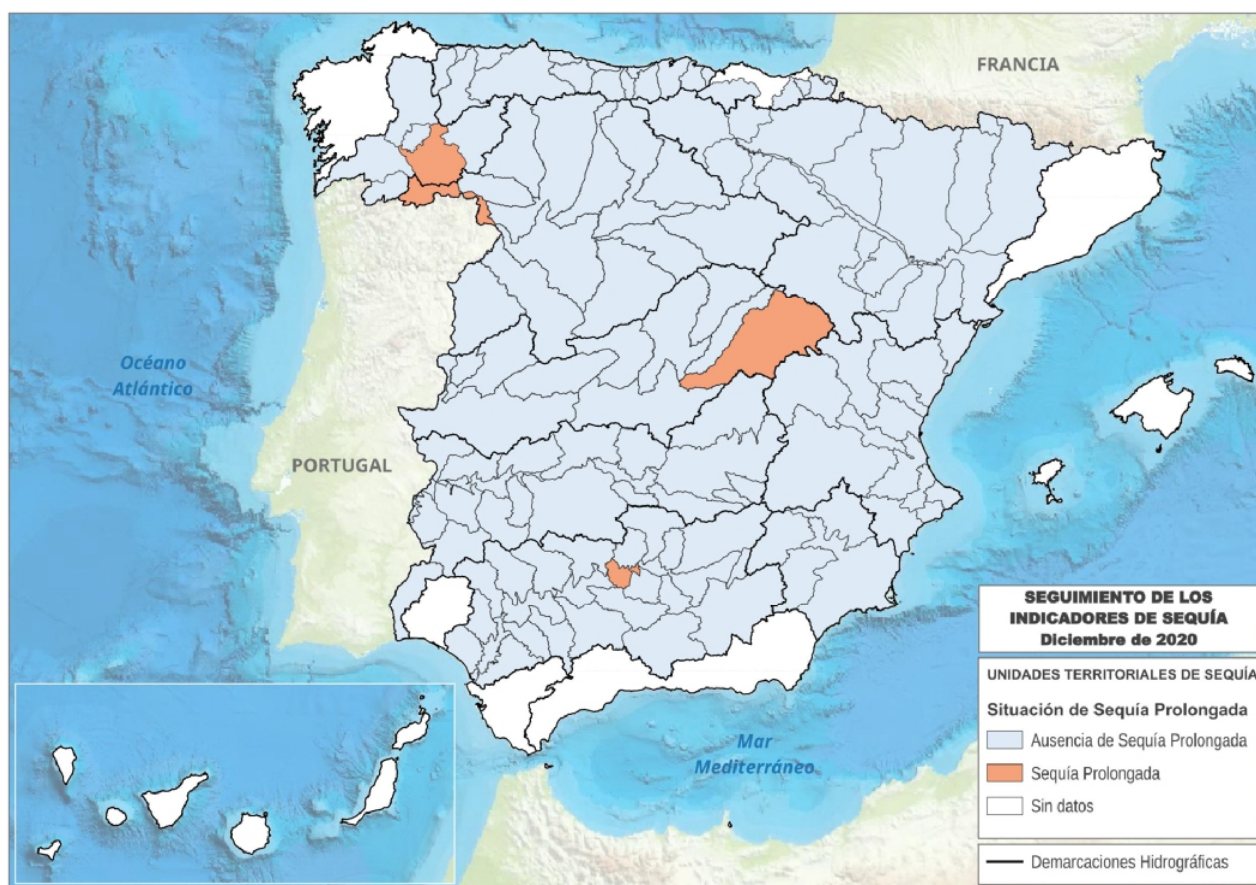 FRANCIA
Océano
Atlántico
PORTUGAL
Mar
Mediterráneo
SEGUIMIENTO DE LOS
INDICADORES DE SEQUÍA
Diciembre de 2020
UNIDADES TERRITORIALES DE SEQUÍA
Situación de Sequía Prolongada
Ausencia de Sequía Prolongada
Sequía Prolongada
Sin datos
Demarcaciones Hidrográficas